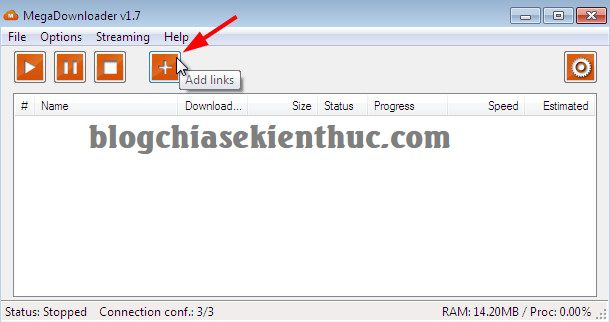 MegaDownloader v1.7
File Options Streaming Help
Add links
# Name Download... Size Status Progress Speed Estimated
blogchiasekienthuc.com
Status: Stopped Connection conf.: 3/3 RAM: 14.20MB / Proc: 0.00%